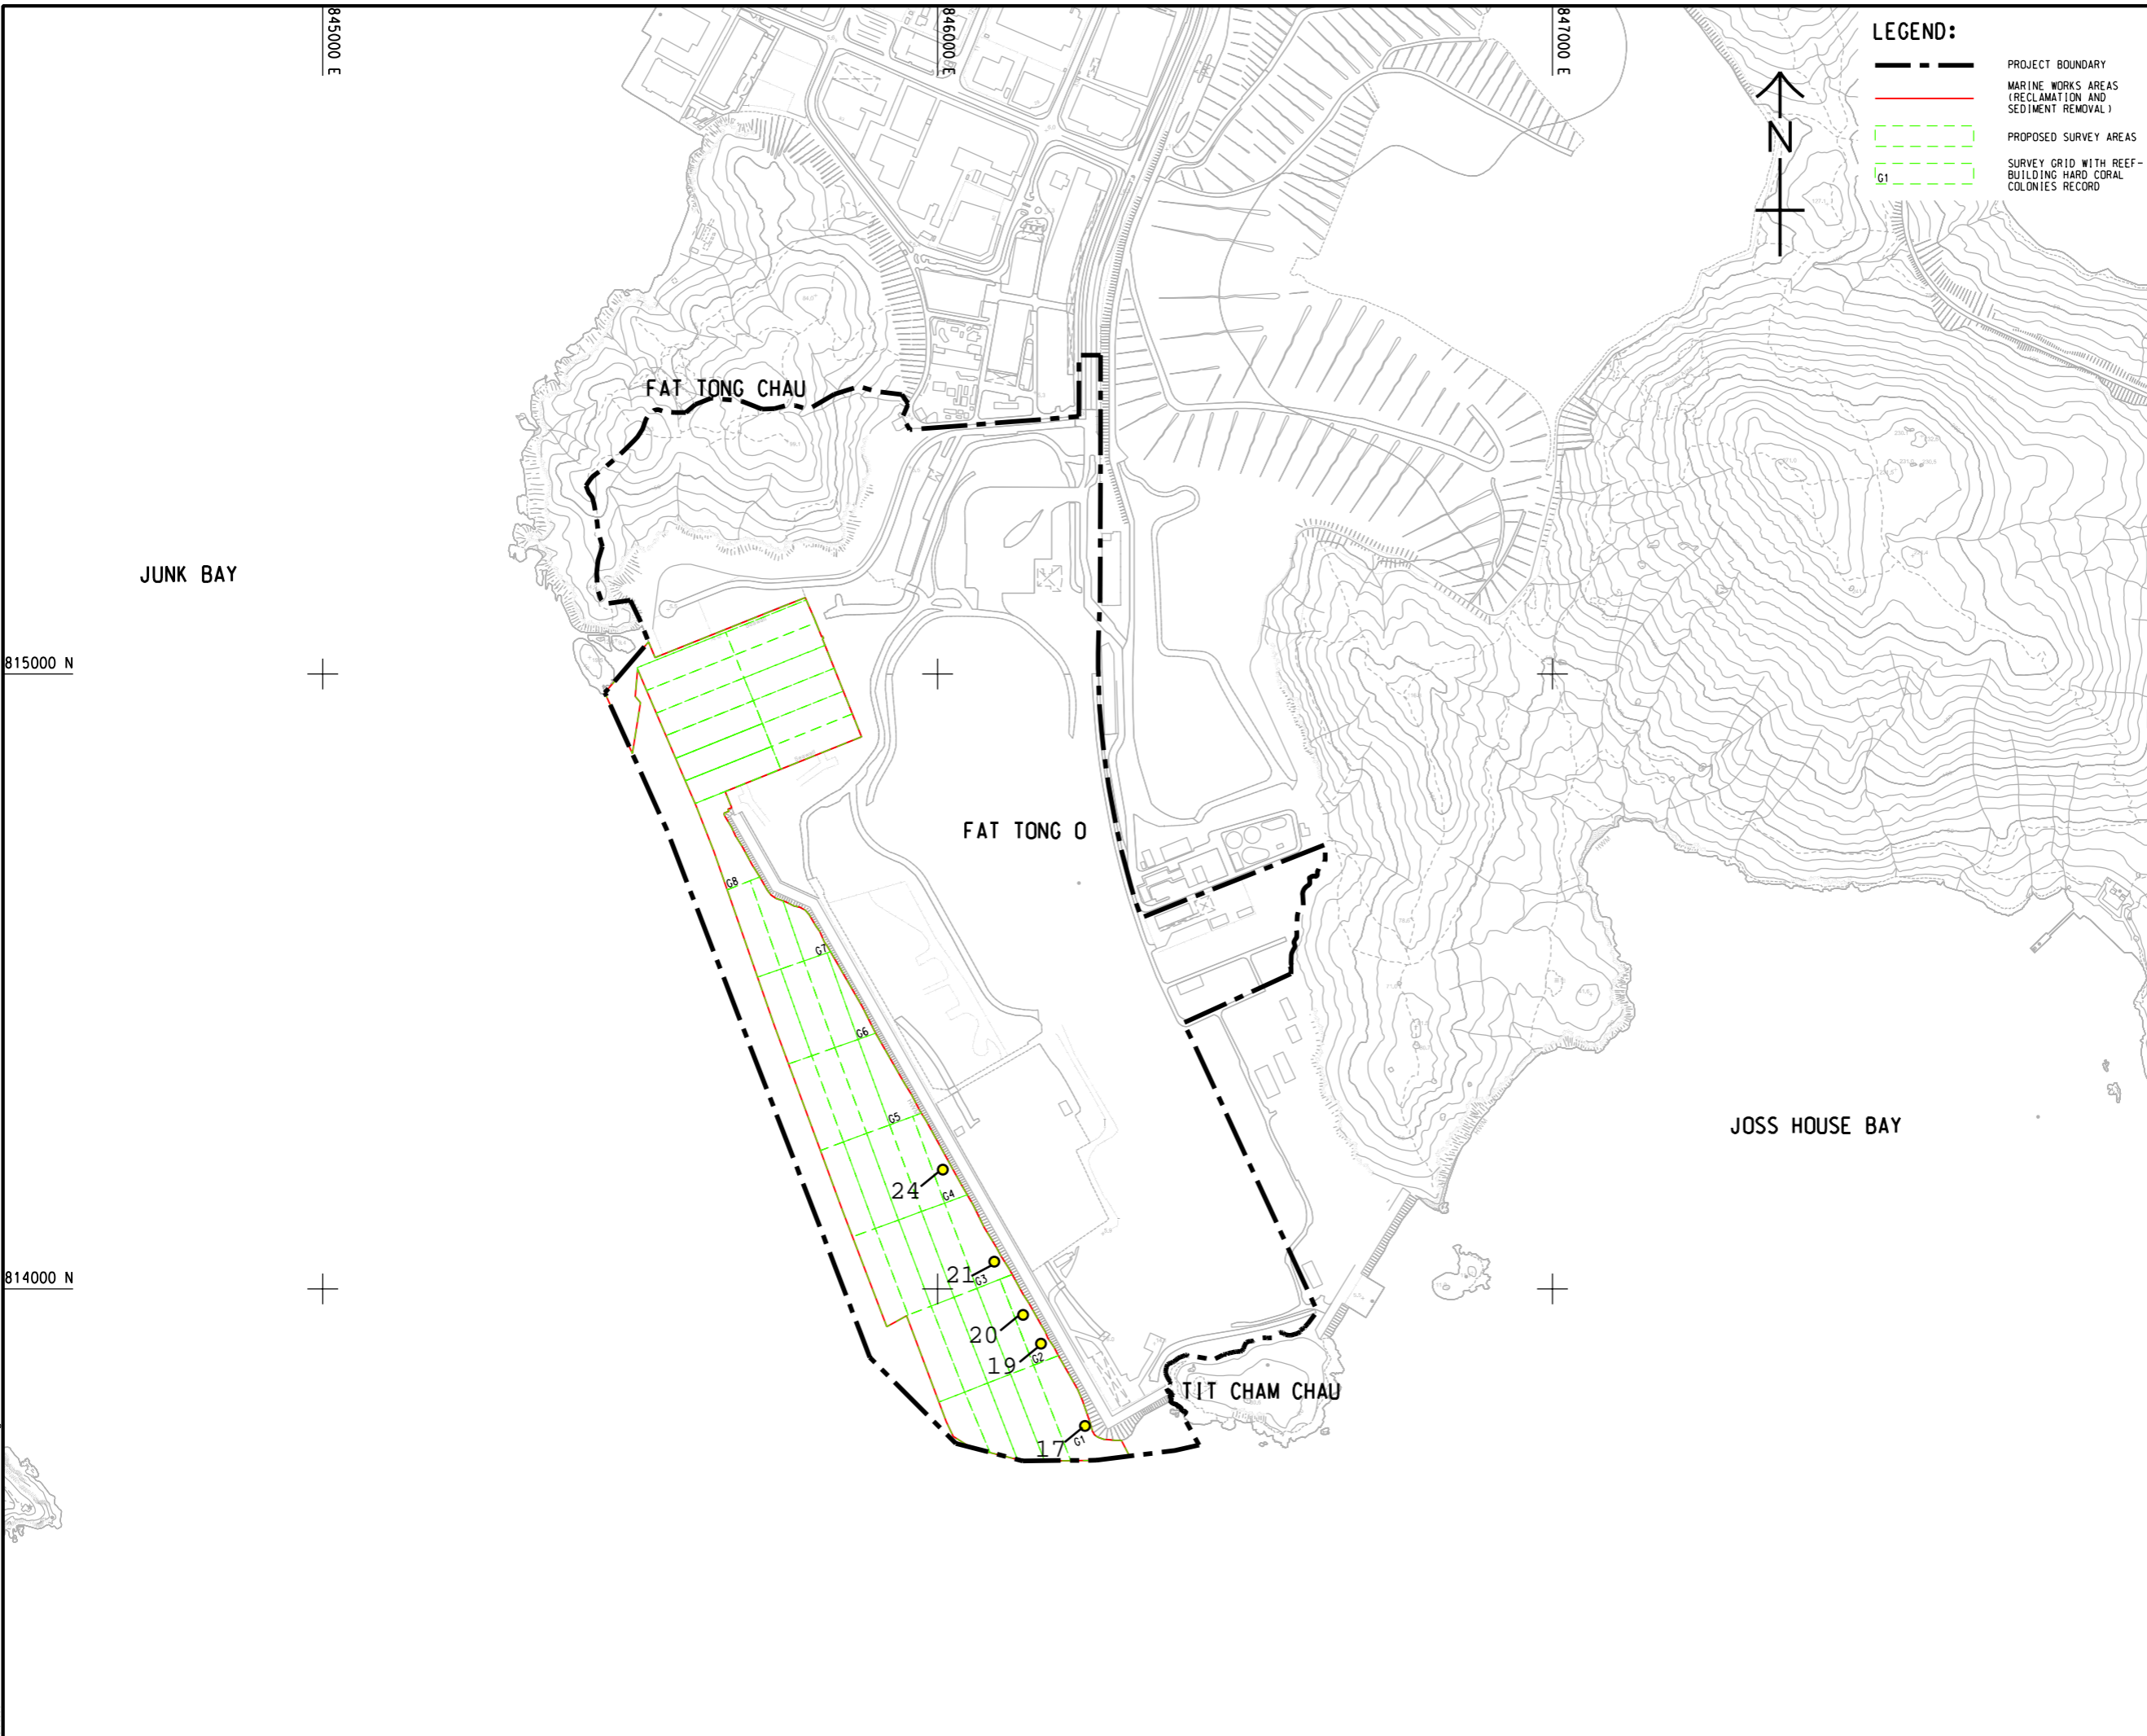 845000 E
846000 E
847000 E
LEGEND:
PROJECT BOUNDARY
MARINE WORKS AREAS
(RECLAMATION AND
SEDIMENT REMOVAL)
PROPOSED SURVEY AREAS
G1
SURVEY GRID WITH REEF-
BUILDING HARD CORAL
COLONIES RECORD
N
FAT TONG CHAU
JUNK BAY
815000 N
FAT TONG O
G8
G7
G6
G5
JOSS HOUSE BAY
24
G4
21
G3
814000 N
20
19
G2
TIT CHAM CHAU
17
G1